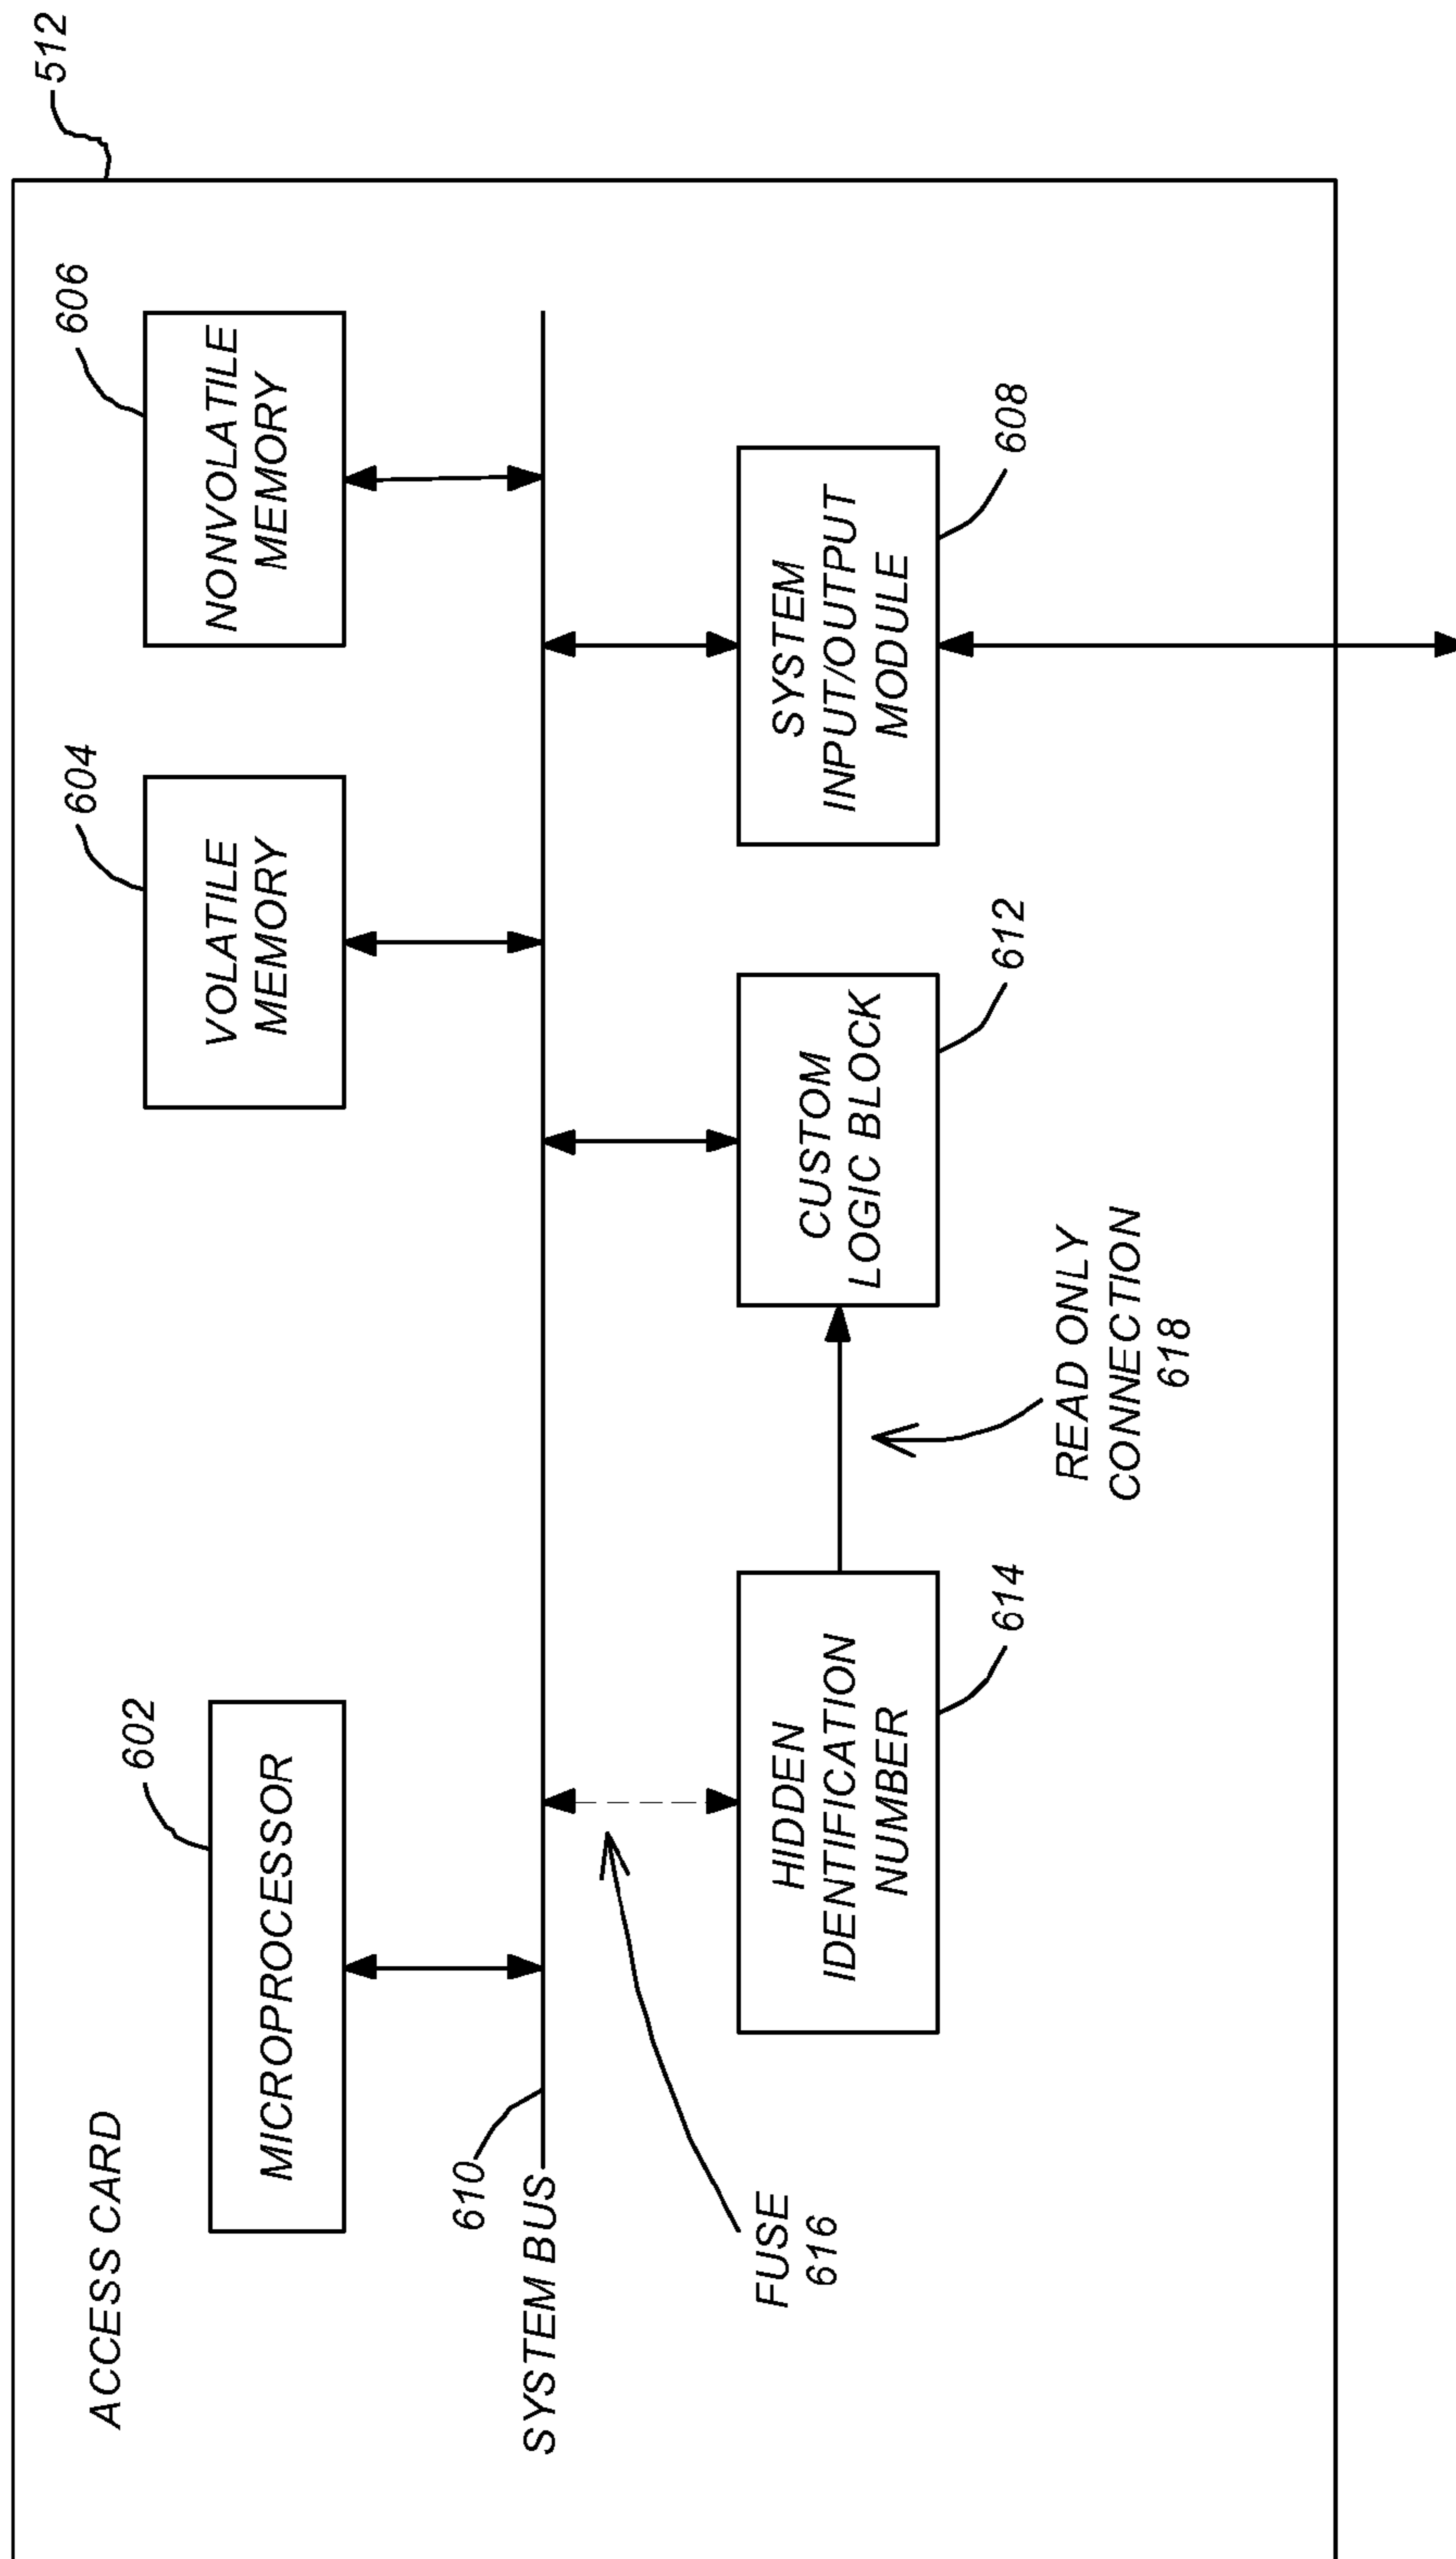 512
ACCESS CARD
602
MICROPROCESSOR
604
VOLATILE
MEMORY
606
NONVOLATILE
MEMORY
610
SYSTEM BUS
FUSE
616
HIDDEN
IDENTIFICATION
NUMBER
614
READ ONLY
CONNECTION
618
CUSTOM
LOGIC BLOCK
612
SYSTEM
INPUT/OUTPUT
MODULE
608